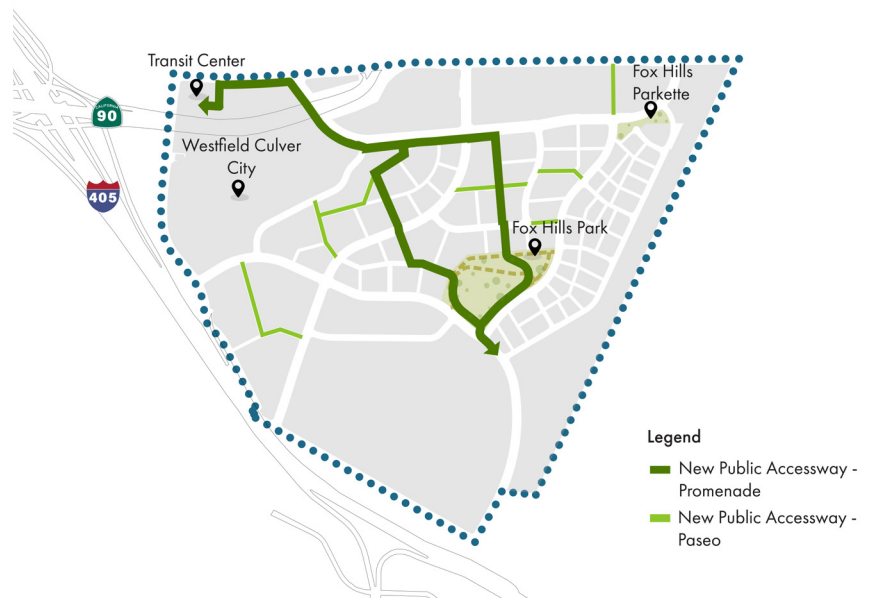 Transit Center
Fox Hills
Parkette
CALIFORNIA
90
Westfield Culver
City
405
Fox Hills Park
Legend
New Public Accessway -
Promenade
New Public Accessway -
Paseo